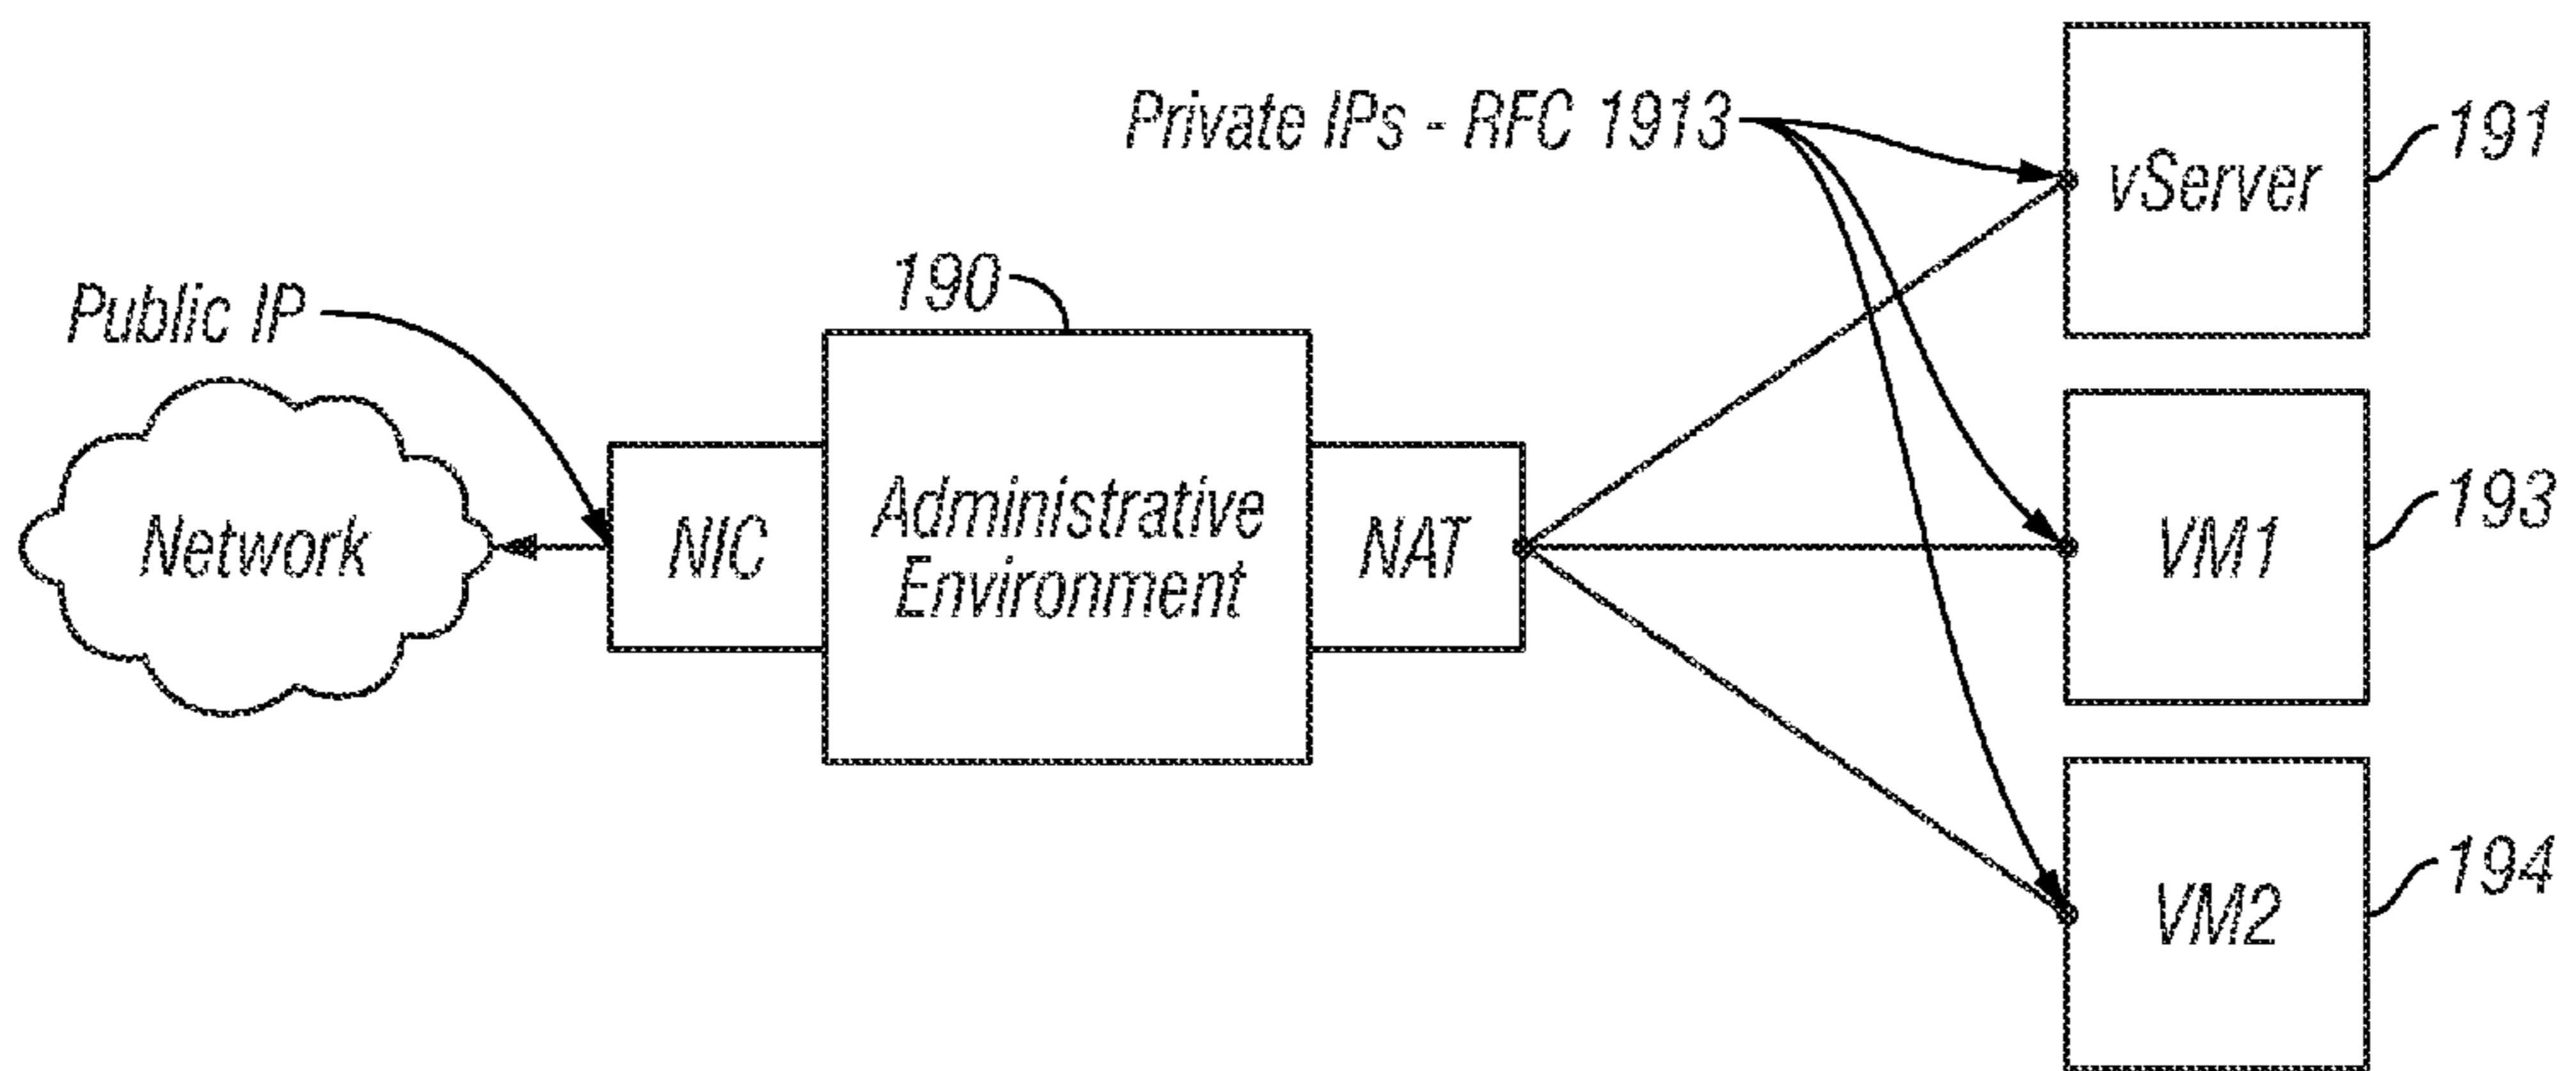 Private IPs - RFC 1913
vServer
191
190
Public IP
Network
NIC
Administrative
Environment
NAT
VM1
193
VM2
194